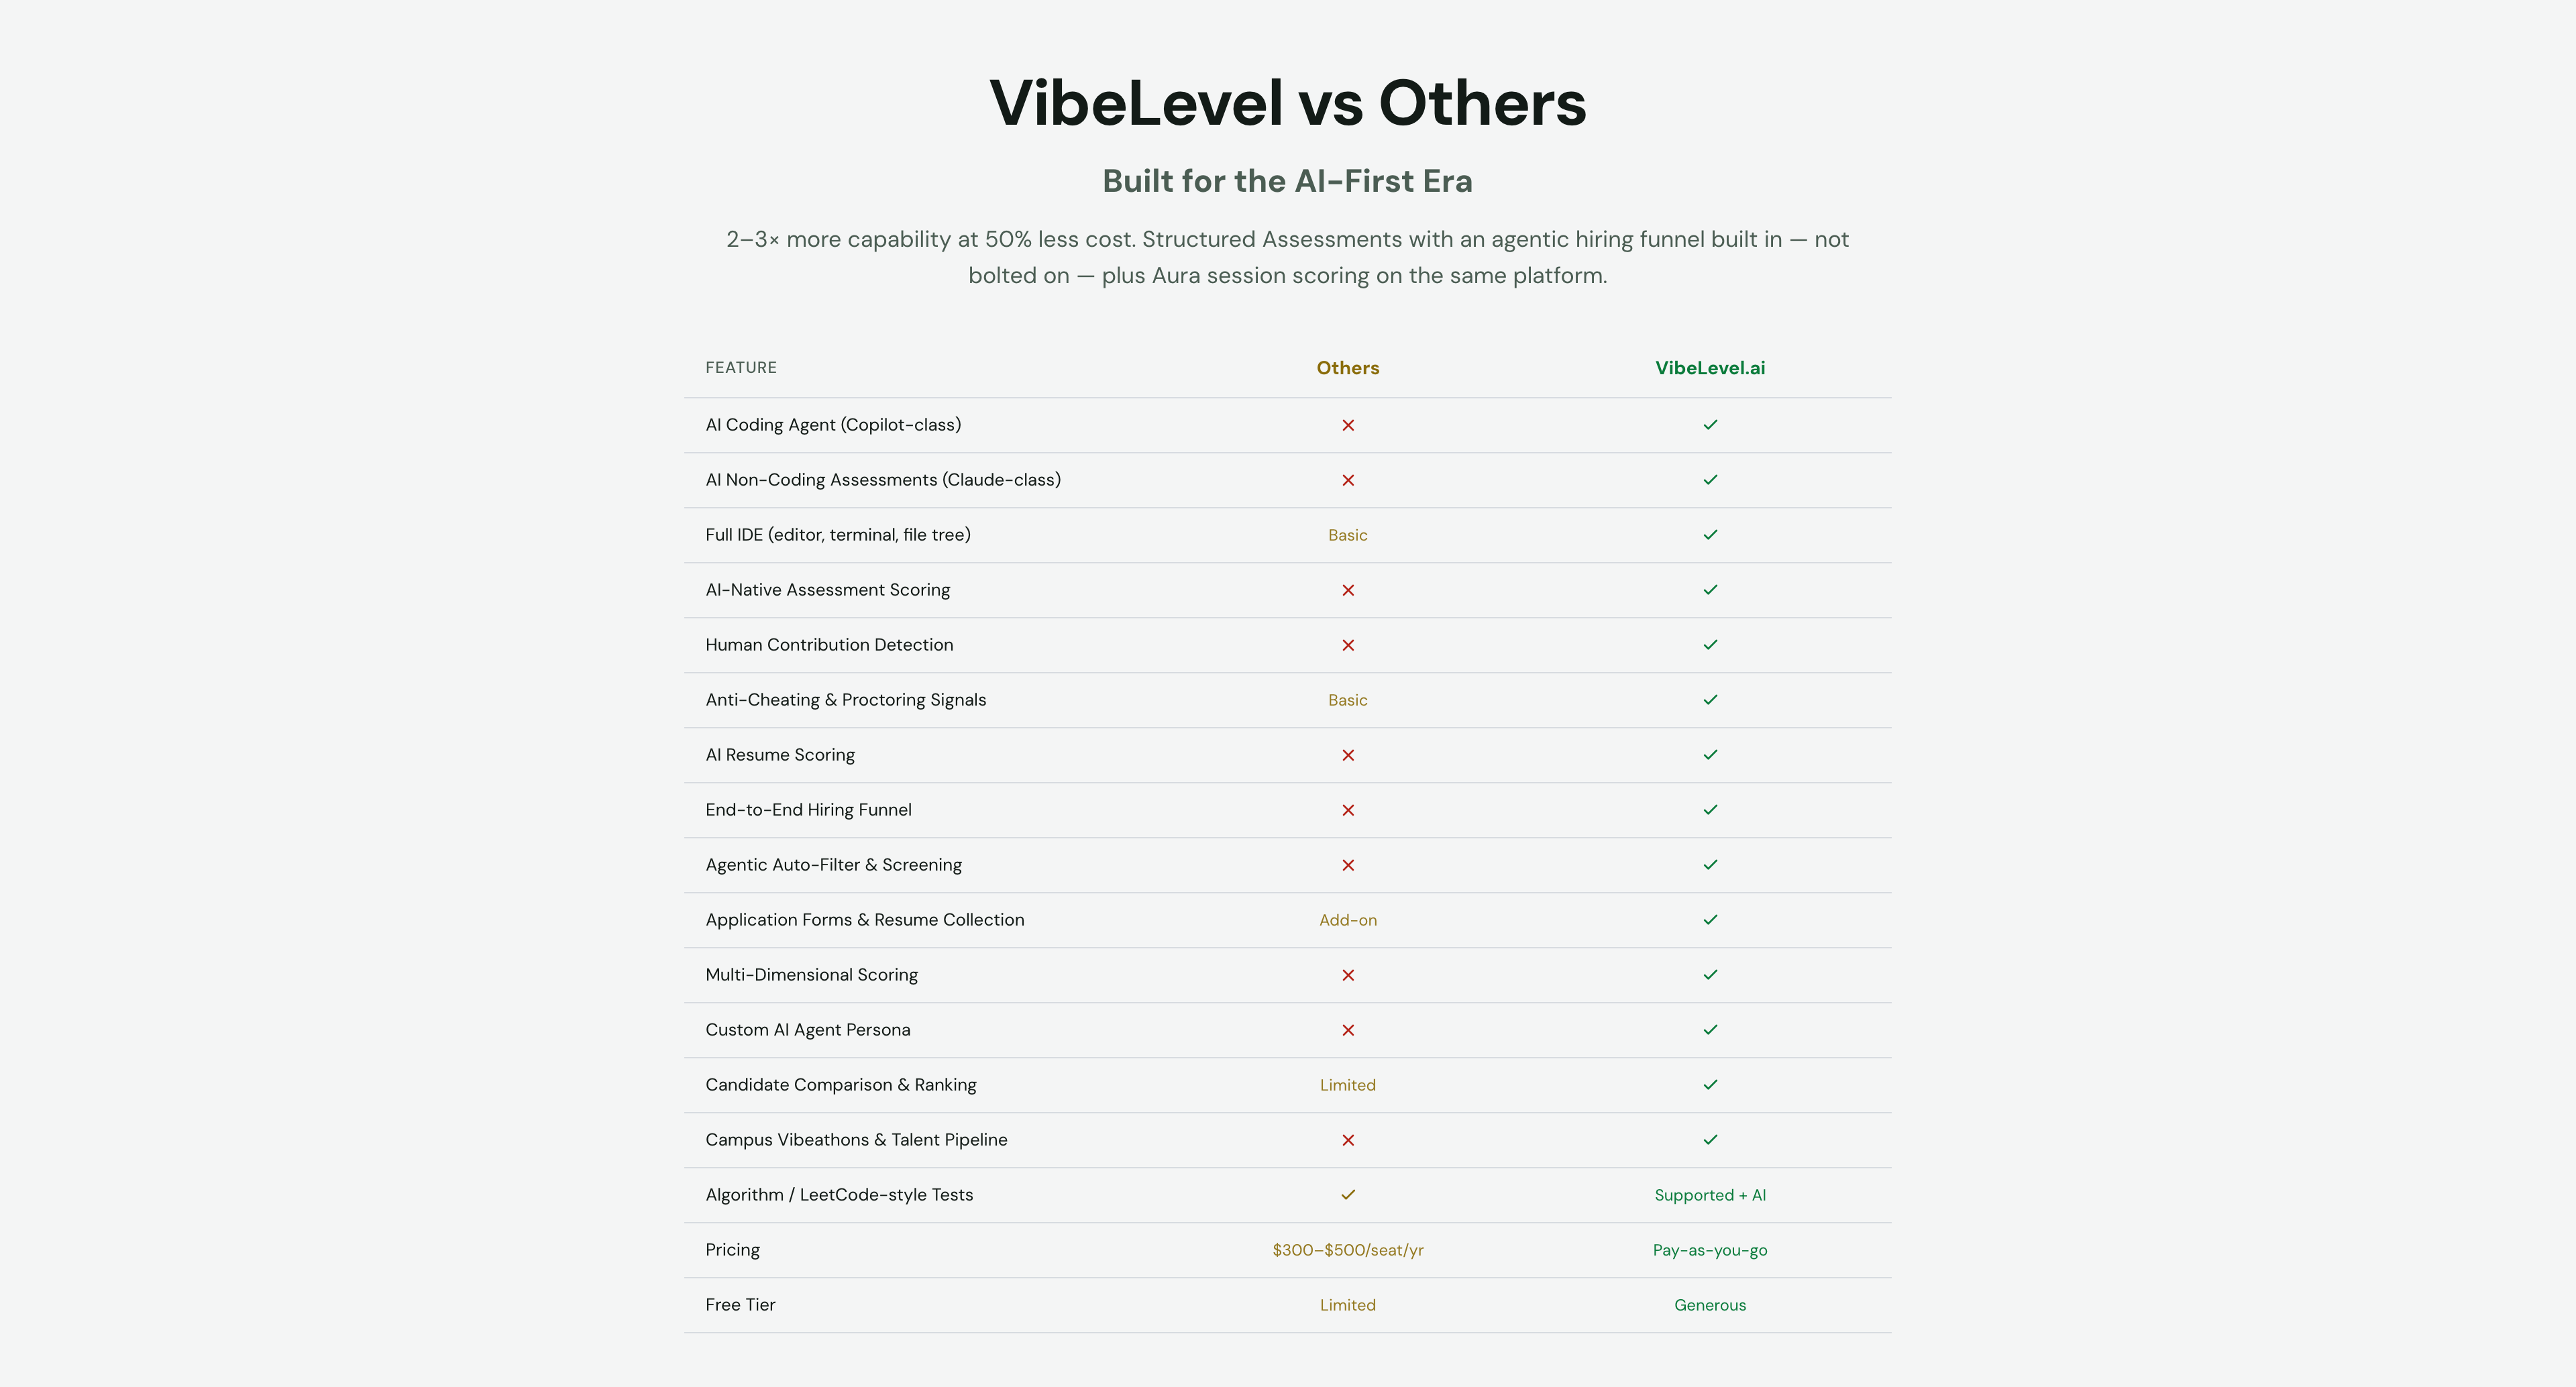 VibeLevel vs Others
Built for the AI-First Era
2–3× more capability at 50% less cost. Structured Assessments with an agentic hiring funnel built in — not
bolted on — plus Aura session scoring on the same platform.
FEATURE Others VibeLevel.ai
AI Coding Agent (Copilot-class) ✕ ✓
AI Non-Coding Assessments (Claude-class) ✕ ✓
Full IDE (editor, terminal, file tree) Basic ✓
AI-Native Assessment Scoring ✕ ✓
Human Contribution Detection ✕ ✓
Anti-Cheating & Proctoring Signals Basic ✓
AI Resume Scoring ✕ ✓
End-to-End Hiring Funnel ✕ ✓
Agentic Auto-Filter & Screening ✕ ✓
Application Forms & Resume Collection Add-on ✓
Multi-Dimensional Scoring ✕ ✓
Custom AI Agent Persona ✕ ✓
Candidate Comparison & Ranking Limited ✓
Campus Vibeathons & Talent Pipeline ✕ ✓
Algorithm / LeetCode-style Tests ✓ Supported + AI
Pricing $300–$500/seat/yr Pay-as-you-go
Free Tier Limited Generous